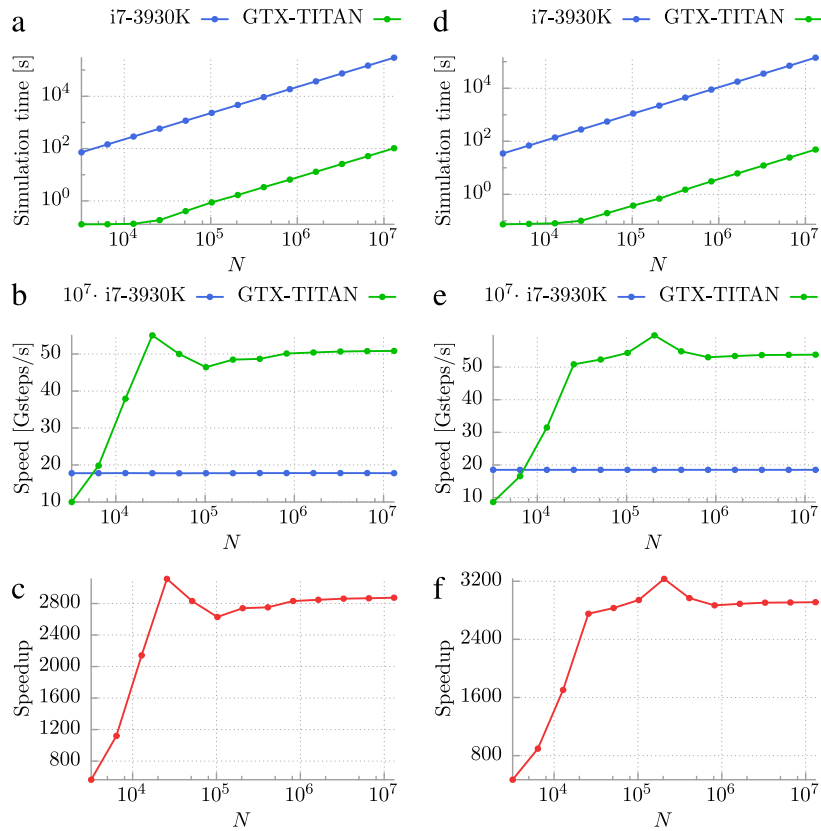 a
i7-3930K GTX-TITAN
Simulation time [s]
10^4
10^2
10^0
10^4 10^5 10^6 10^7
N
d
i7-3930K GTX-TITAN
Simulation time [s]
10^4
10^2
10^0
10^4 10^5 10^6 10^7
N
b
10^7· i7-3930K GTX-TITAN
Speed [Gsteps/s]
50
40
30
20
10
10^4 10^5 10^6 10^7
N
e
10^7· i7-3930K GTX-TITAN
Speed [Gsteps/s]
50
40
30
20
10
10^4 10^5 10^6 10^7
N
c
Speedup
2800
2400
2000
1600
1200
800
10^4 10^5 10^6 10^7
N
f
Speedup
3200
2400
1600
800
10^4 10^5 10^6 10^7
N